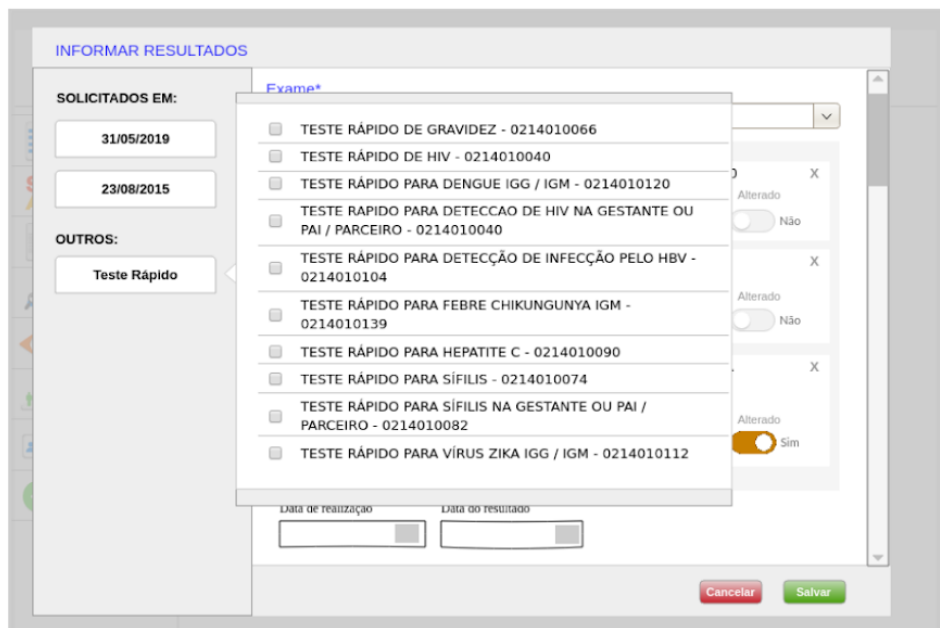 INFORMAR RESULTADOS
SOLICITADOS EM:
31/05/2019
23/08/2015
OUTROS:
Teste Rápido
Exame*
TESTE RÁPIDO DE GRAVIDEZ - 0214010066
TESTE RÁPIDO DE HIV - 0214010040
TESTE RÁPIDO PARA DENGUE IGG / IGM - 0214010120
TESTE RAPIDO PARA DETECCAO DE HIV NA GESTANTE OU
PAI / PARCEIRO - 0214010040
TESTE RÁPIDO PARA DETECÇÃO DE INFECÇÃO PELO HBV -
0214010104
TESTE RÁPIDO PARA FEBRE CHIKUNGUNYA IGM -
0214010139
TESTE RÁPIDO PARA HEPATITE C - 0214010090
TESTE RÁPIDO PARA SÍFILIS - 0214010074
TESTE RÁPIDO PARA SÍFILIS NA GESTANTE OU PAI /
PARCEIRO - 0214010082
TESTE RÁPIDO PARA VÍRUS ZIKA IGG / IGM - 0214010112
X
Alterado
Não
X
Alterado
Não
X
Alterado
Sim
Data de realização
Data do resultado
Cancelar
Salvar